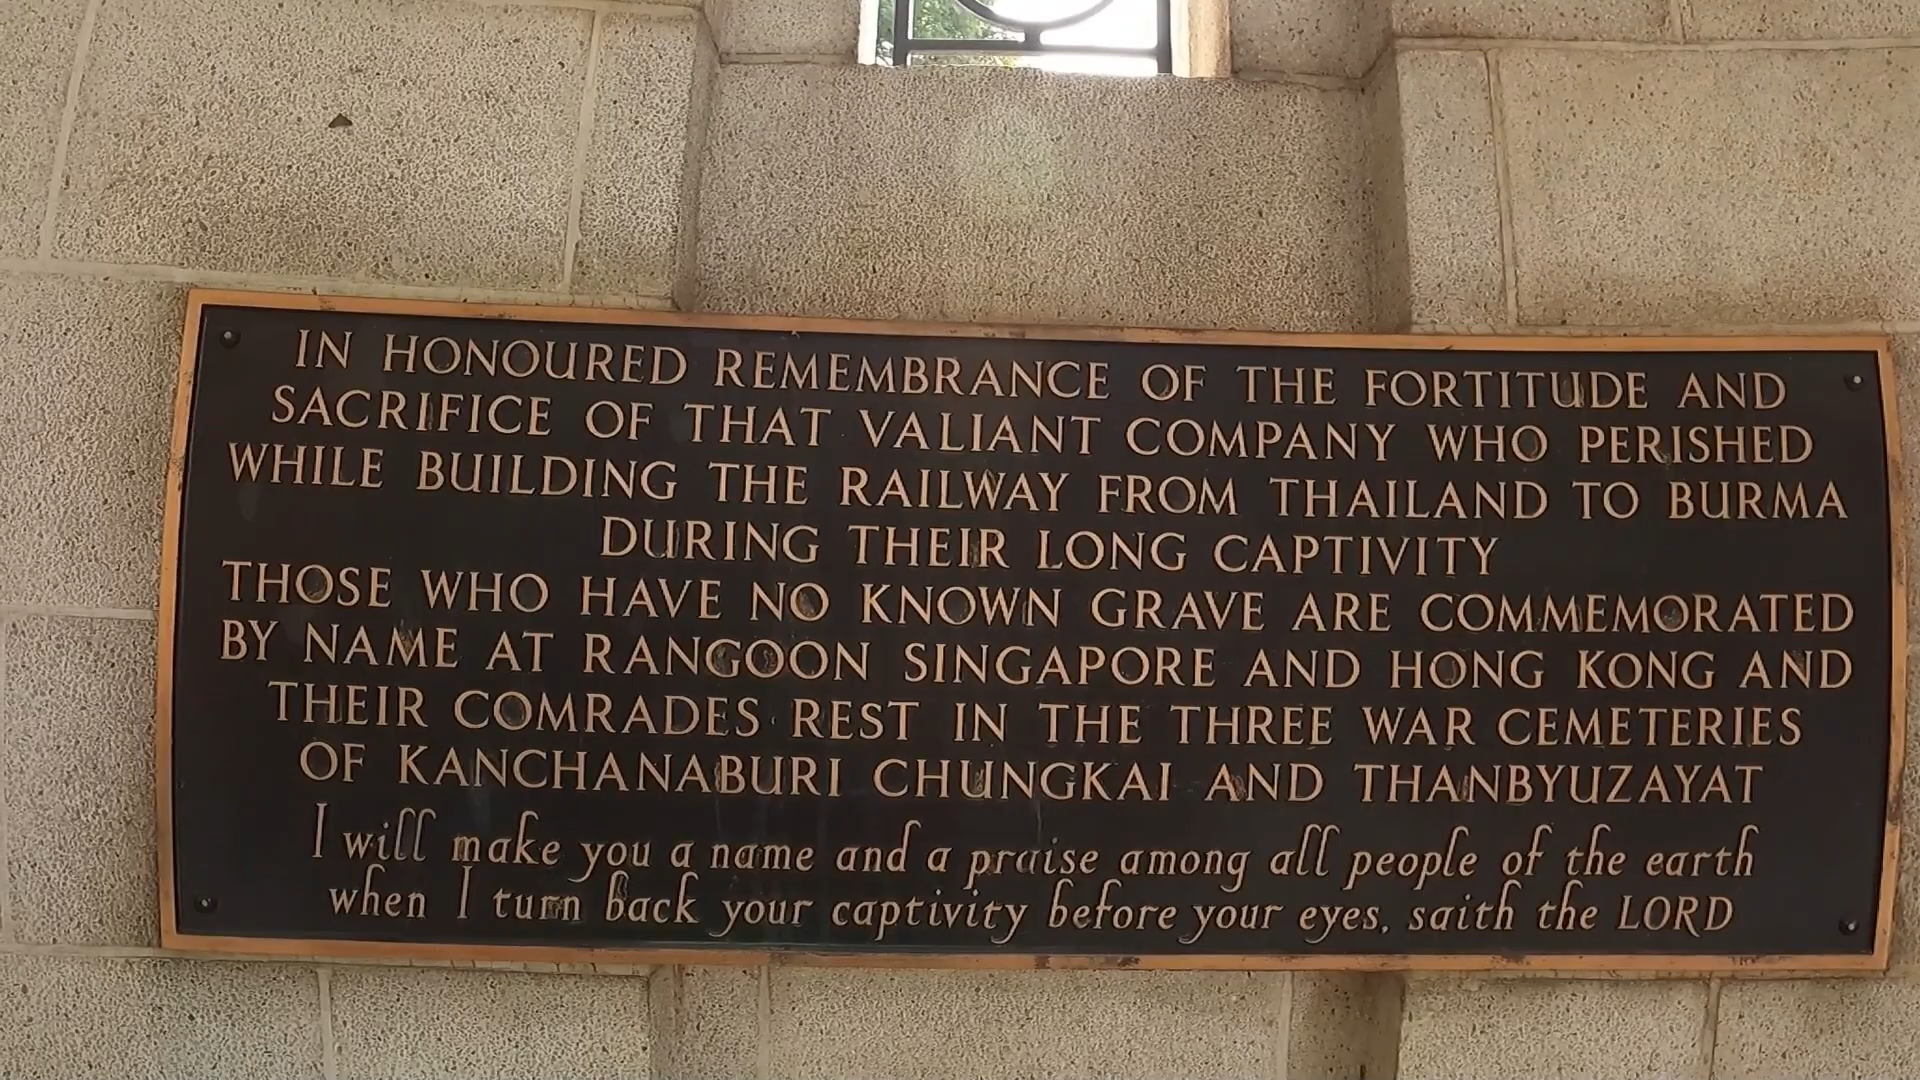 IN HONOURED REMEMBRANCE OF THE FORTITUDE AND
SACRIFICE OF THAT VALIANT COMPANY WHO PERISHED
WHILE BUILDING THE RAILWAY FROM THAILAND TO BURMA
DURING THEIR LONG CAPTIVITY
THOSE WHO HAVE NO KNOWN GRAVE ARE COMMEMORATED
BY NAME AT RANGOON SINGAPORE AND HONG KONG AND
THEIR COMRADES REST IN THE THREE WAR CEMETERIES
OF KANCHANABURI CHUNGKAI AND THANBYUZAYAT
I will make you a name and a praise among all people of the earth
when I turn back your captivity before your eyes, saith the LORD